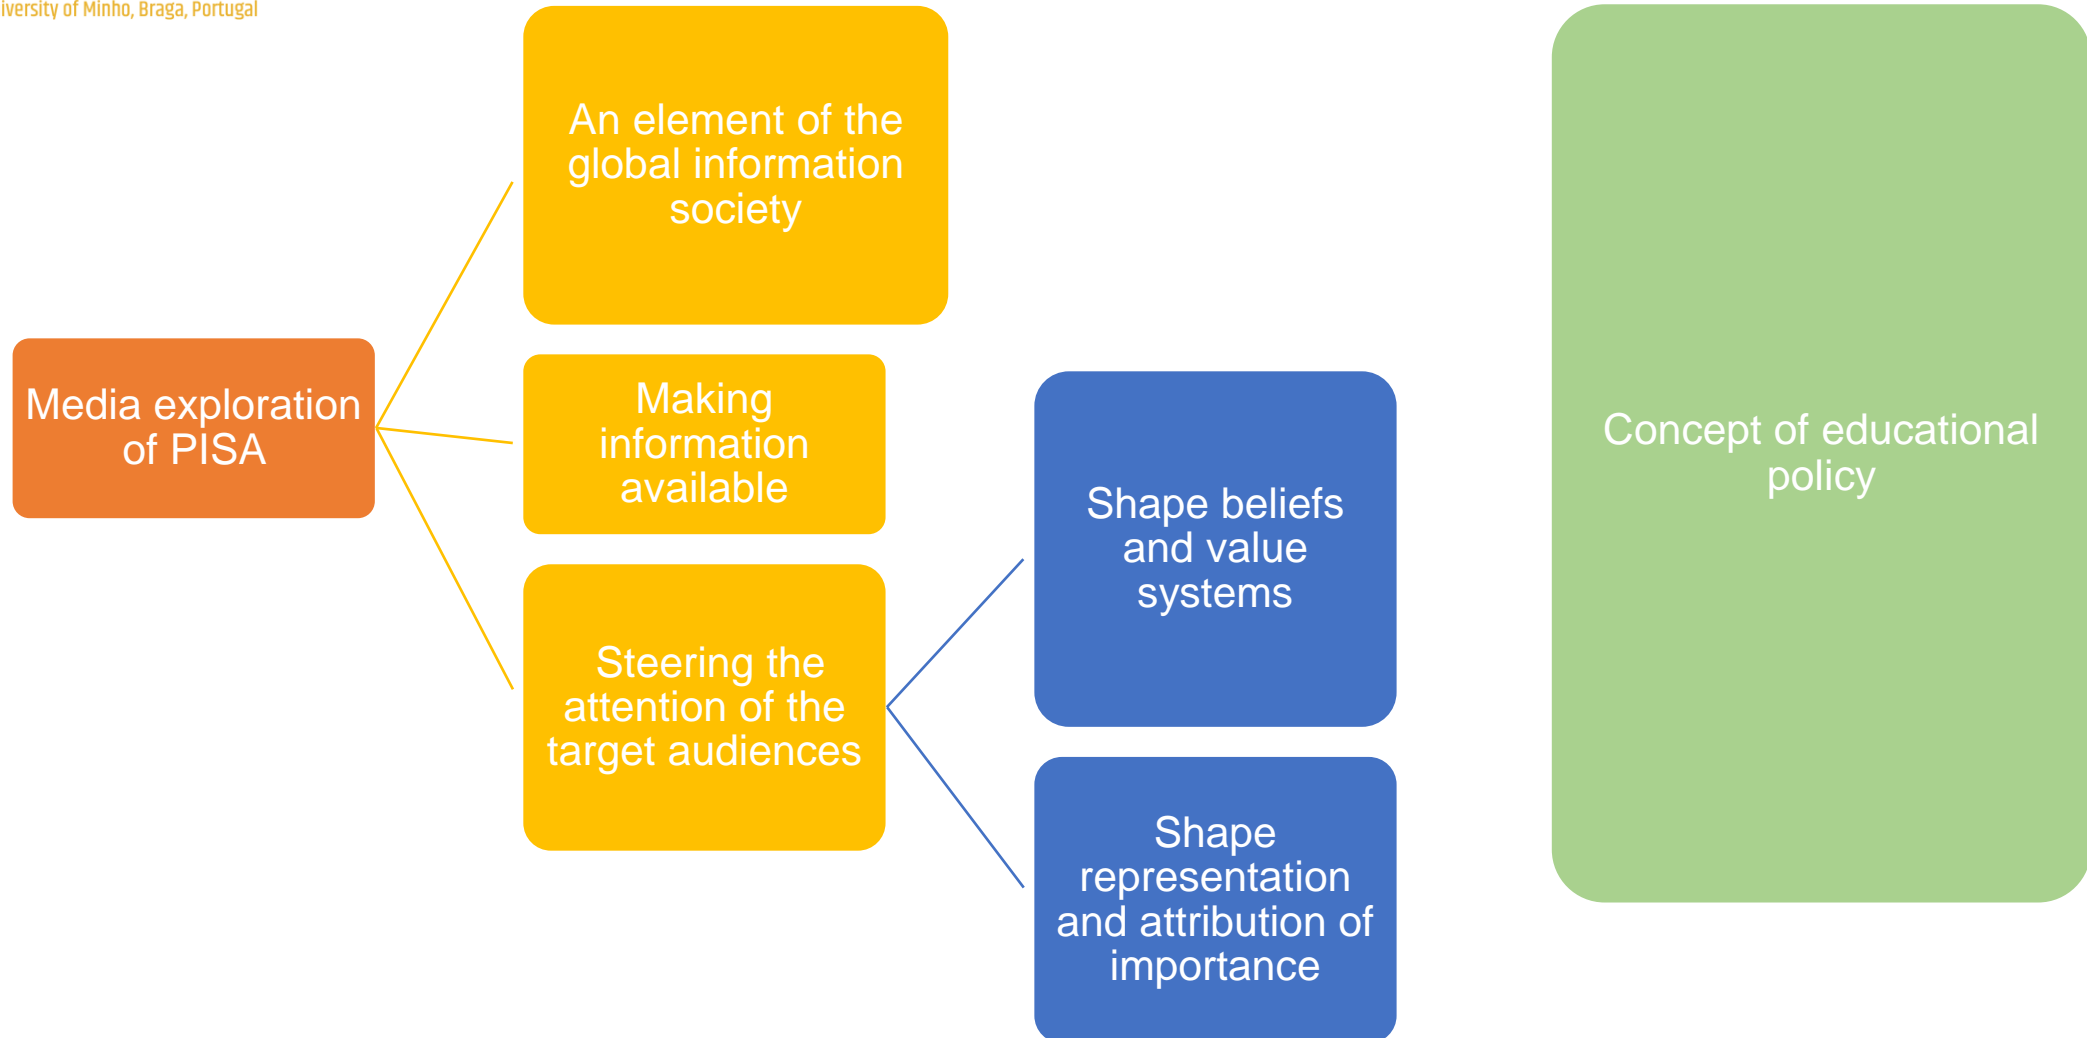 iversity of Minho, Braga, Portugal
An element of the
global information
society
Media exploration
of PISA
Making
information
available
Steering the
attention of the
target audiences
Shape beliefs
and value
systems
Shape
representation
and attribution of
importance
Concept of educational
policy